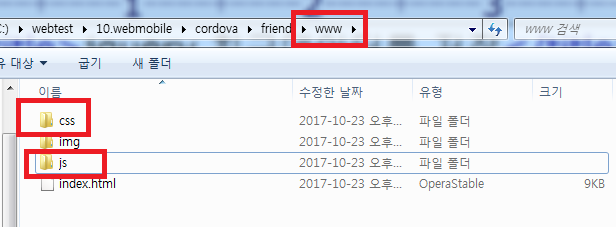 :) ▸ webtest ▸ 10.webmobile ▸ cordova ▸ friend ▸ www ▸
www 검색
유 대상 ▾ 굽기 새 폴더
이름 수정한 날짜 유형 크기
css 2017-10-23 오후... 파일 폴더
img 2017-10-23 오후... 파일 폴더
js 2017-10-23 오후... 파일 폴더
index.html 2017-10-23 오후... OperaStable 9KB